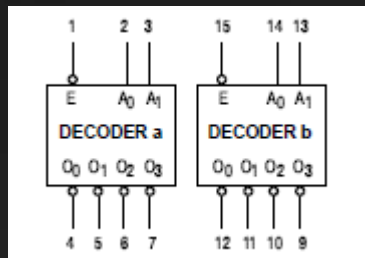 1 2 3 15 14 13
E A0 A1 E A0 A1
DECODER a DECODER b
O0 O1 O2 O3 O0 O1 O2 O3
4 5 6 7 12 11 10 9